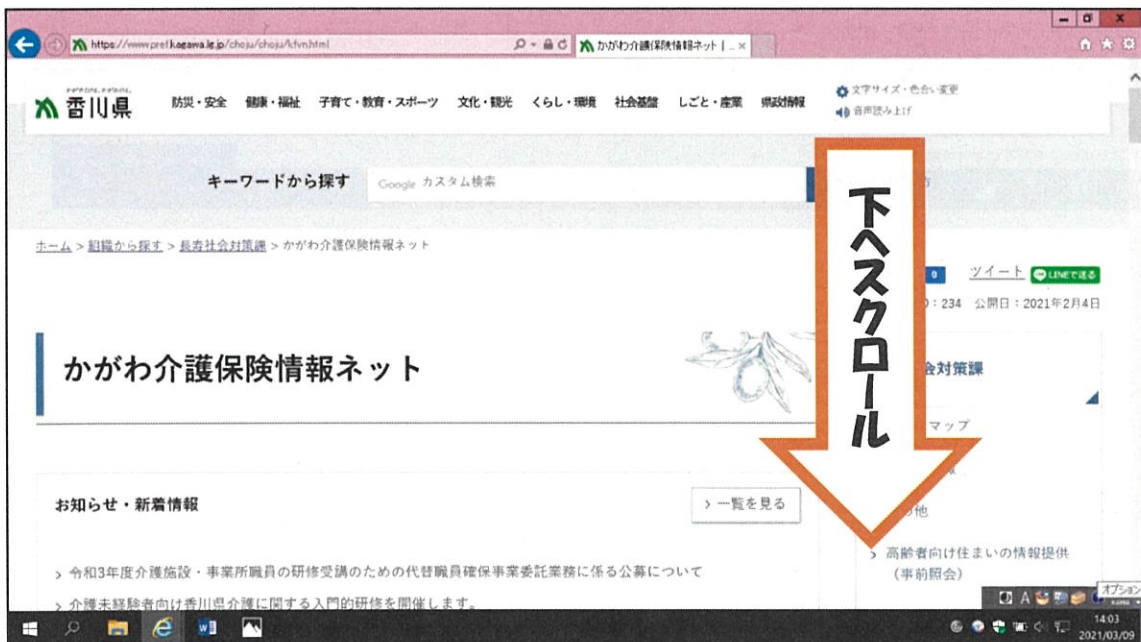 https://www.pref.kagawa.lg.jp/choju/choju/kfvn.html
かがわ介護保険情報ネット | ...
香川県
防災・安全 健康・福祉 子育て・教育・スポーツ 文化・観光 くらし・環境 社会基盤 しごと・産業 県政情報
文字サイズ・色合い変更
音声読み上げ
キーワードから探す
Google カスタム検索
下へスクロール
ホーム > 組織から探す > 長寿社会対策課 > かがわ介護保険情報ネット
0 ツイート LINEで送る
:234 公開日:2021年2月4日
かがわ介護保険情報ネット
会対策課
マップ
お知らせ・新着情報
> 一覧を見る
の他
> 高齢者向け住まいの情報提供
(事前照会)
> 令和3年度介護施設・事業所職員の研修受講のための代替職員確保事業委託業務に係る公募について
> 介護未経験者向け香川県介護に関する入門的研修を開催します。
オプション
14:03